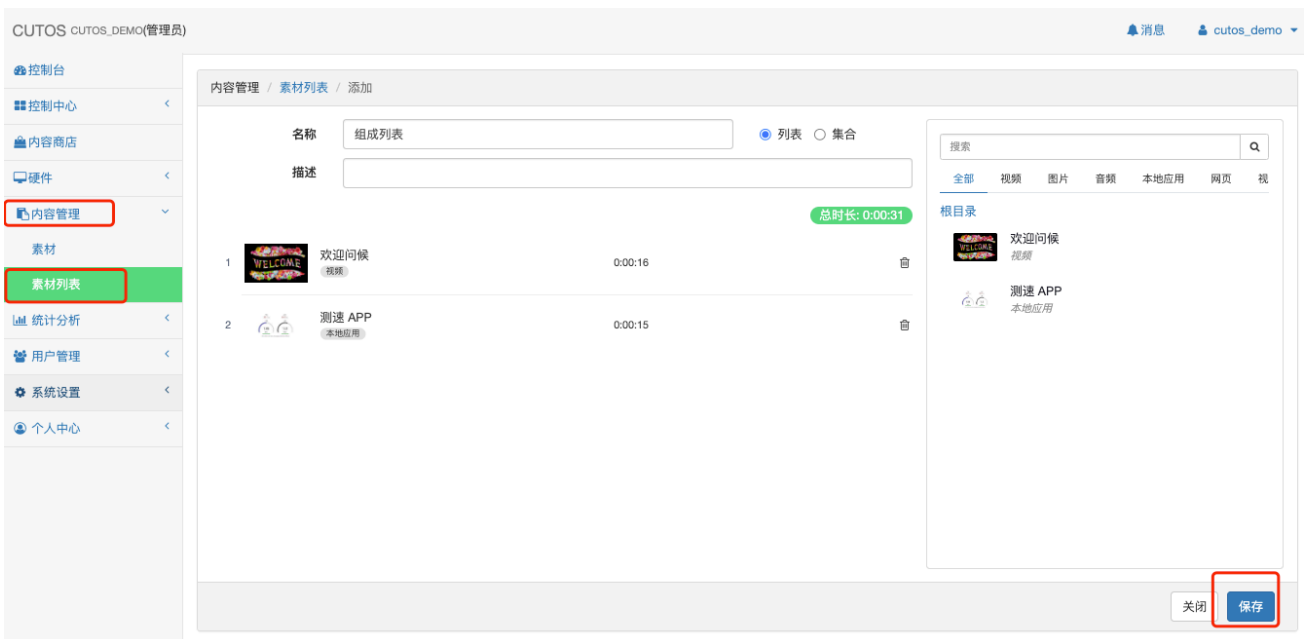 CUTOS CUTOS_DEMO(管理员)
消息
cutos_demo
控制台
控制中心
内容商店
硬件
内容管理
素材
素材列表
统计分析
用户管理
系统设置
个人中心
内容管理 / 素材列表 / 添加
名称 组成列表 列表 集合
描述
总时长: 0:00:31
1 WELCOME 欢迎问候 0:00:16
视频
2 测速 APP 0:00:15
本地应用
搜索
全部 视频 图片 音频 本地应用 网页 视
根目录
WELCOME 欢迎问候
视频
测速 APP
本地应用
关闭 保存